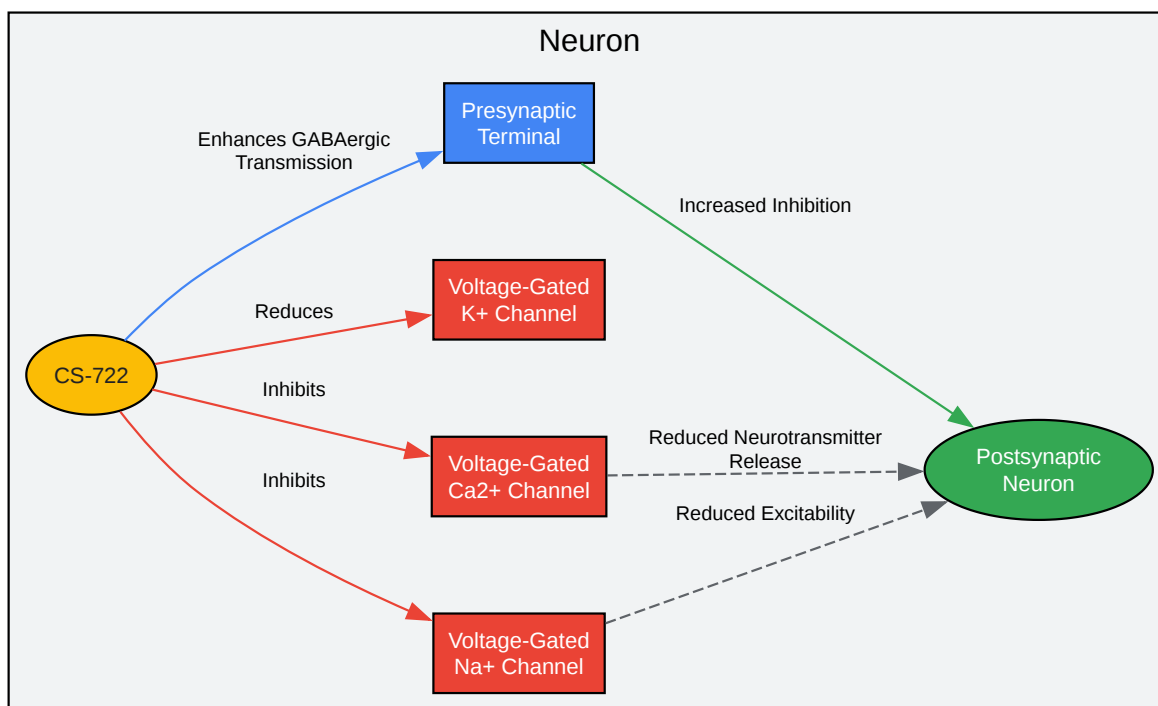 Neuron
Presynaptic
Terminal
Enhances GABAergic
Transmission
Increased Inhibition
Voltage-Gated
K+ Channel
Reduces
CS-722
Inhibits
Voltage-Gated
Ca2+ Channel
Reduced Neurotransmitter
Release
Postsynaptic
Neuron
Inhibits
Reduced Excitability
Voltage-Gated
Na+ Channel